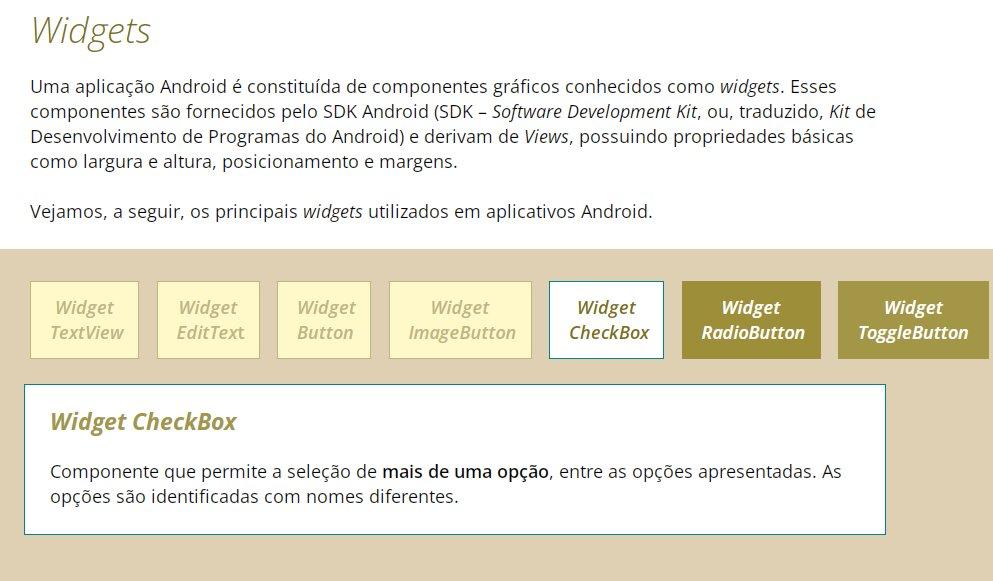 Widgets
Uma aplicação Android é constituída de componentes gráficos conhecidos como widgets. Esses
componentes são fornecidos pelo SDK Android (SDK – Software Development Kit, ou, traduzido, Kit de
Desenvolvimento de Programas do Android) e derivam de Views, possuindo propriedades básicas
como largura e altura, posicionamento e margens.
Vejamos, a seguir, os principais widgets utilizados em aplicativos Android.
Widget
TextView
Widget
EditText
Widget
Button
Widget
ImageButton
Widget
CheckBox
Widget
RadioButton
Widget
ToggleButton
Widget CheckBox
Componente que permite a seleção de mais de uma opção, entre as opções apresentadas. As
opções são identificadas com nomes diferentes.